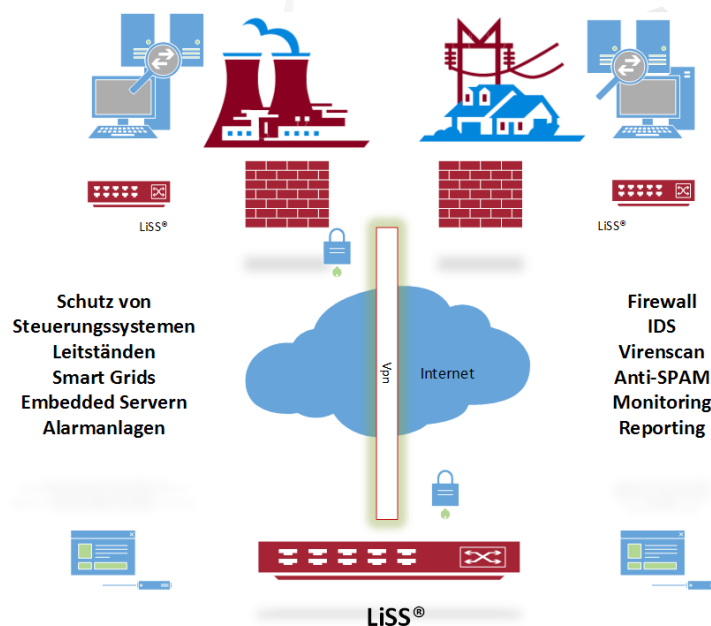 LiSS®
LiSS®
Schutz von
Steuerungssystemen
Leitständen
Smart Grids
Embedded Servern
Alarmanlagen
Vpn
Internet
Firewall
IDS
Virenscan
Anti-SPAM
Monitoring
Reporting
LiSS®